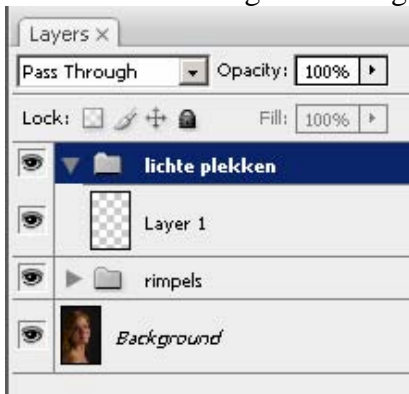 Layers ×
Pass Through Opacity: 100%
Lock: Fill: 100%
lichte plekken
Layer 1
rimpels
Background